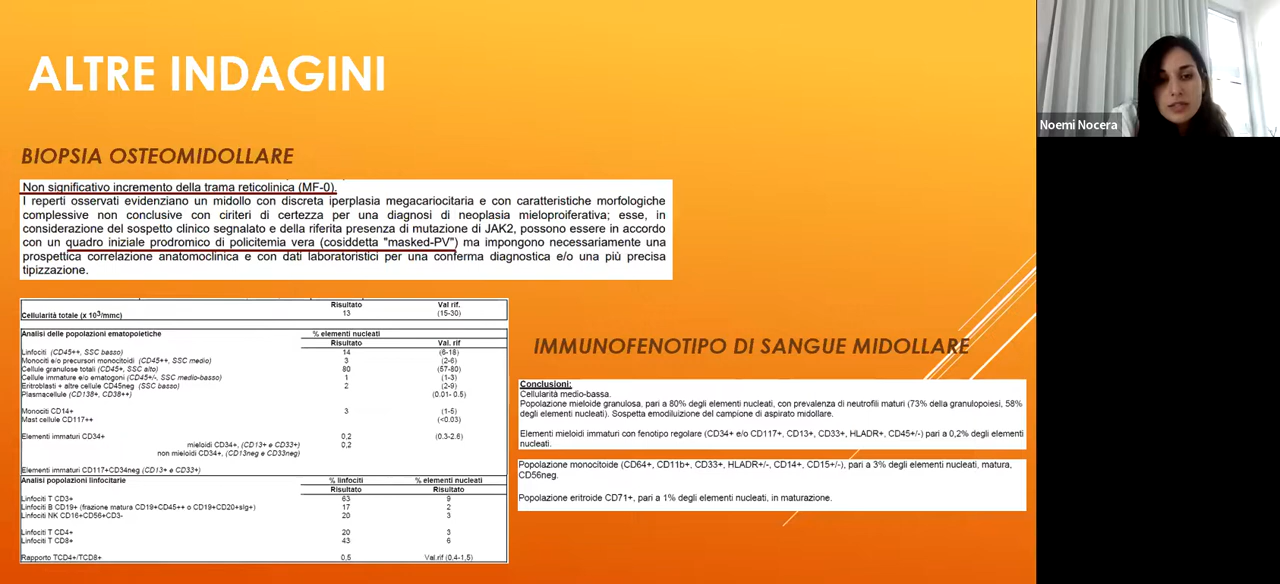 ALTRE INDAGINI
Noemi Nocera
BIOPSIA OSTEOMIDOLLARE
Non significativo incremento della trama reticolinica (MF-0).
I reperti osservati evidenziano un midollo con discreta iperplasia megacariocitaria e con caratteristiche morfologiche
complessive non conclusive con ciriteri di certezza per una diagnosi di neoplasia mieloproiferativa; esse, in
considerazione del sospetto clinico segnalato e della riferita presenza di mutazione di JAK2, possono essere in accordo
con un quadro iniziale prodromico di policitemia vera (cosiddetta "masked-PV") ma impongono necessariamente una
prospettica correlazione anatomoclinica e con dati laboratoristici per una conferma diagnostica e/o una più precisa
tipizzazione.
Risultato Val rif.
Cellularità totale (x 10³/mmc) 13 (15-30)
Analisi delle popolazioni ematopoietiche % elementi nucleati
Risultato Val. rif
Linfociti (CD45++, SSC basso) 14 (6-18)
Monociti e/o precursori monocitoidi (CD45++, SSC medio) 3 (2-6)
Cellule granulose totali (CD45+, SSC alto) 80 (57-80)
Cellule immature e/o ematogoni (CD45+/-, SSC medio-basso) 1 (1-3)
Eritroblasti + altre cellule CD45neg (SSC basso) 2 (2-9)
Plasmacellule (CD138+, CD38++) (0.01- 0.5)
Monociti CD14+ 3 (1-5)
Mast cellule CD117++ (<0.03)
Elementi immaturi CD34+ 0,2 (0,3-2.6)
mieloidi CD34+, (CD13+ e CD33+) 0,2
non mieloidi CD34+, (CD13neg e CD33neg)
Elementi immaturi CD117+CD34neg (CD13+ e CD33+)
Analisi popolazioni linfocitarie % linfociti % elementi nucleati
Risultato Risultato
Linfociti T CD3+ 63 9
Linfociti B CD19+ (frazione matura CD19+CD45++ o CD19+CD20+sIg+) 17 2
Linfociti NK CD16+CD56+CD3- 20 3
Linfociti T CD4+ 20 3
Linfociti T CD8+ 43 6
Rapporto TCD4+/TCD8+ 0,5 Val.rif (0,4-1,5)
IMMUNOFENOTIPO DI SANGUE MIDOLLARE
Conclusioni:
Cellularità medio-bassa.
Popolazione mieloide granulosa, pari a 80% degli elementi nucleati, con prevalenza di neutrofili maturi (73% della granulopoiesi, 58%
degli elementi nucleati). Sospetta emodiluizione del campione di aspirato midollare.
Elementi mieloidi immaturi con fenotipo regolare (CD34+ e/o CD117+, CD13+, CD33+, HLADR+, CD45+/-) pari a 0,2% degli elementi
nucleati.
Popolazione monocitoide (CD64+, CD11b+, CD33+, HLADR+/-, CD14+, CD15+/-), pari a 3% degli elementi nucleati, matura,
CD56neg.
Popolazione eritroide CD71+, pari a 1% degli elementi nucleati, in maturazione.